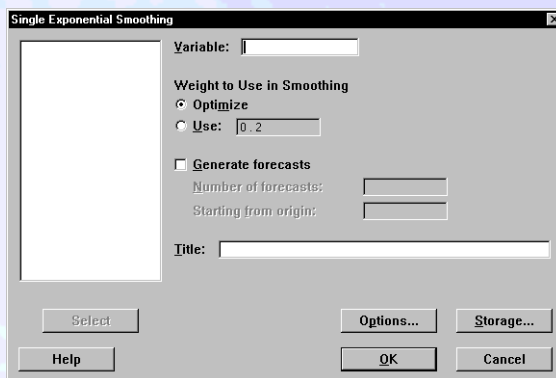 Single Exponential Smoothing
Variable:
Weight to Use in Smoothing
Optimize
Use: 0.2
Generate forecasts
Number of forecasts:
Starting from origin:
Title:
Select
Options...
Storage...
Help
OK
Cancel